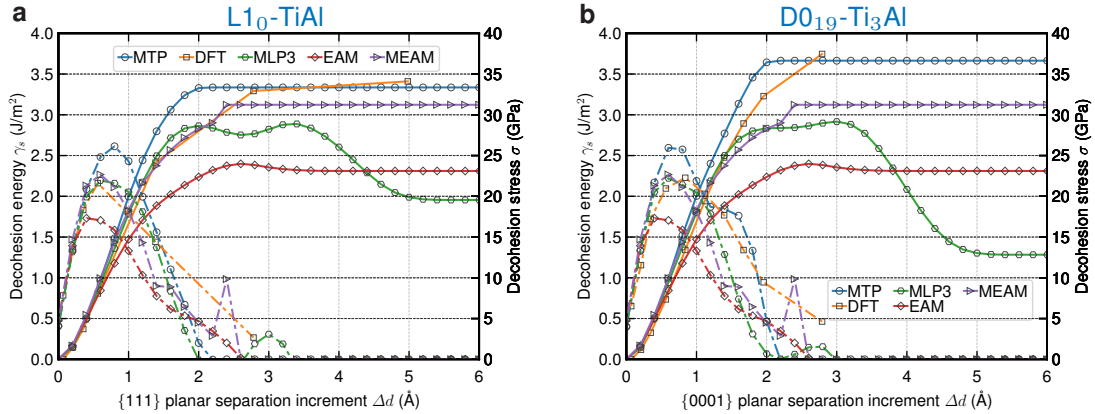 a
L1₀-TiAl
4.0
3.5
3.0
2.5
2.0
1.5
1.0
0.5
0.0
Decohesion energy γₛ (J/m²)
MTP DFT MLP3 EAM MEAM
40
35
30
25
20
15
10
5
0
Decohesion stress σ (GPa)
0 1 2 3 4 5 6
{111} planar separation increment Δd (Å)
b
D0₁₉-Ti₃Al
4.0
3.5
3.0
2.5
2.0
1.5
1.0
0.5
0.0
Decohesion energy γₛ (J/m²)
MTP MLP3 MEAM
DFT EAM
40
35
30
25
20
15
10
5
0
Decohesion stress σ (GPa)
0 1 2 3 4 5 6
{0001} planar separation increment Δd (Å)